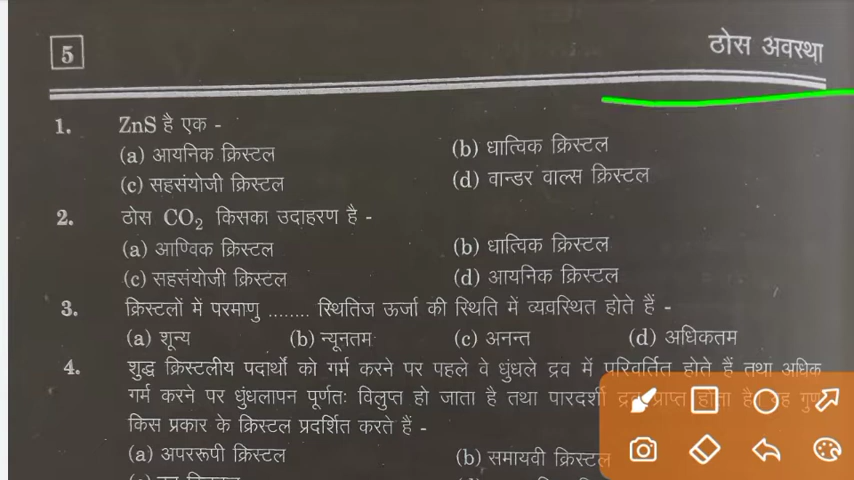 5
ठोस अवस्था
1. ZnS है एक -
(a) आयनिक क्रिस्टल (b) धात्विक क्रिस्टल
(c) सहसंयोजी क्रिस्टल (d) वान्डर वाल्स क्रिस्टल
2. ठोस CO₂ किसका उदाहरण है -
(a) आण्विक क्रिस्टल (b) धात्विक क्रिस्टल
(c) सहसंयोजी क्रिस्टल (d) आयनिक क्रिस्टल
3. क्रिस्टलों में परमाणु ........ स्थितिज ऊर्जा की स्थिति में व्यवस्थित होते हैं -
(a) शून्य (b) न्यूनतम (c) अनन्त (d) अधिकतम
4. शुद्ध क्रिस्टलीय पदार्थों को गर्म करने पर पहले वे धुंधले द्रव में परिवर्तित होते हैं तथा अधिक
गर्म करने पर धुंधलापन पूर्णतः विलुप्त हो जाता है तथा पारदर्शी द्रव प्राप्त होता है। यह गुण
किस प्रकार के क्रिस्टल प्रदर्शित करते हैं -
(a) अपररूपी क्रिस्टल (b) समायवी क्रिस्टल